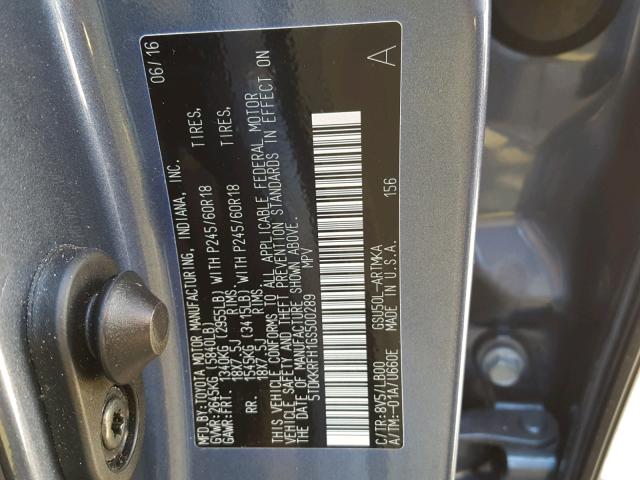 MFD.BY:TOYOTA MOTOR MANUFACTURING, INDIANA, INC. 06/16
GVWR:2645KG (5840LB)
GAWR:FRT. 1340KG (2955LB) WITH P245/60R18 TIRES,
18X7.5J RIMS
RR. 1545KG (3415LB) WITH P245/60R18 TIRES,
18X7.5J RIMS
THIS VEHICLE CONFORMS TO ALL APPLICABLE FEDERAL MOTOR
VEHICLE SAFETY AND THEFT PREVENTION STANDARDS IN EFFECT ON
THE DATE OF MANUFACTURE SHOWN ABOVE.
5TDKKRFH1GS500289 MPV
C/TR:8V5/LB00 GSU50L-ARTMKA A
A/TM:-01A/U660E MADE IN U.S.A. 156